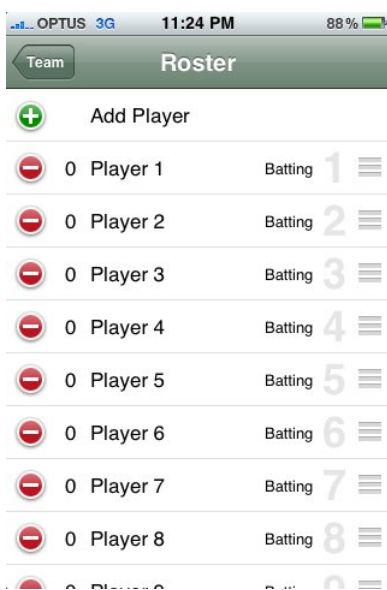 OPTUS 3G 11:24 PM 88%
Team Roster
Add Player
0 Player 1 Batting 1
0 Player 2 Batting 2
0 Player 3 Batting 3
0 Player 4 Batting 4
0 Player 5 Batting 5
0 Player 6 Batting 6
0 Player 7 Batting 7
0 Player 8 Batting 8